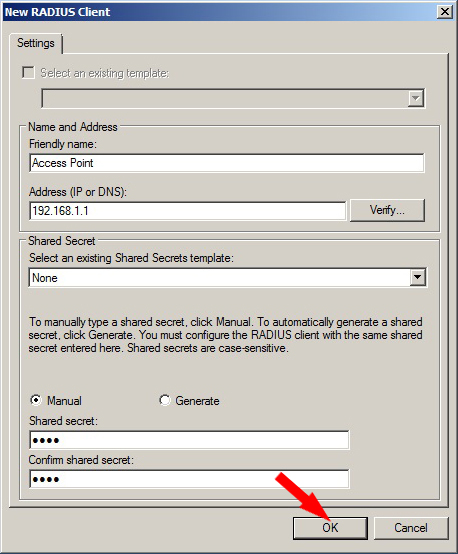 New RADIUS Client
Settings
Select an existing template:
Name and Address
Friendly name:
Access Point
Address (IP or DNS):
192.168.1.1
Verify...
Shared Secret
Select an existing Shared Secrets template:
None
To manually type a shared secret, click Manual. To automatically generate a shared
secret, click Generate. You must configure the RADIUS client with the same shared
secret entered here. Shared secrets are case-sensitive.
Manual
Generate
Shared secret:
●●●●
Confirm shared secret:
●●●●
OK
Cancel